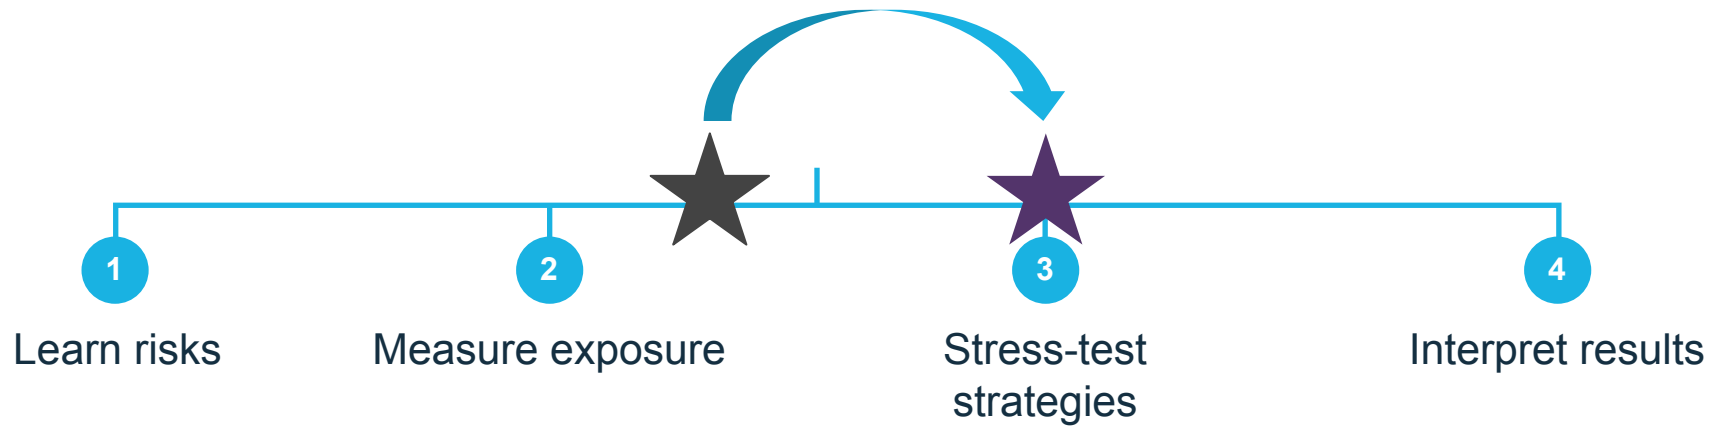 1
2
3
4
Learn risks
Measure exposure
Stress-test
strategies
Interpret results